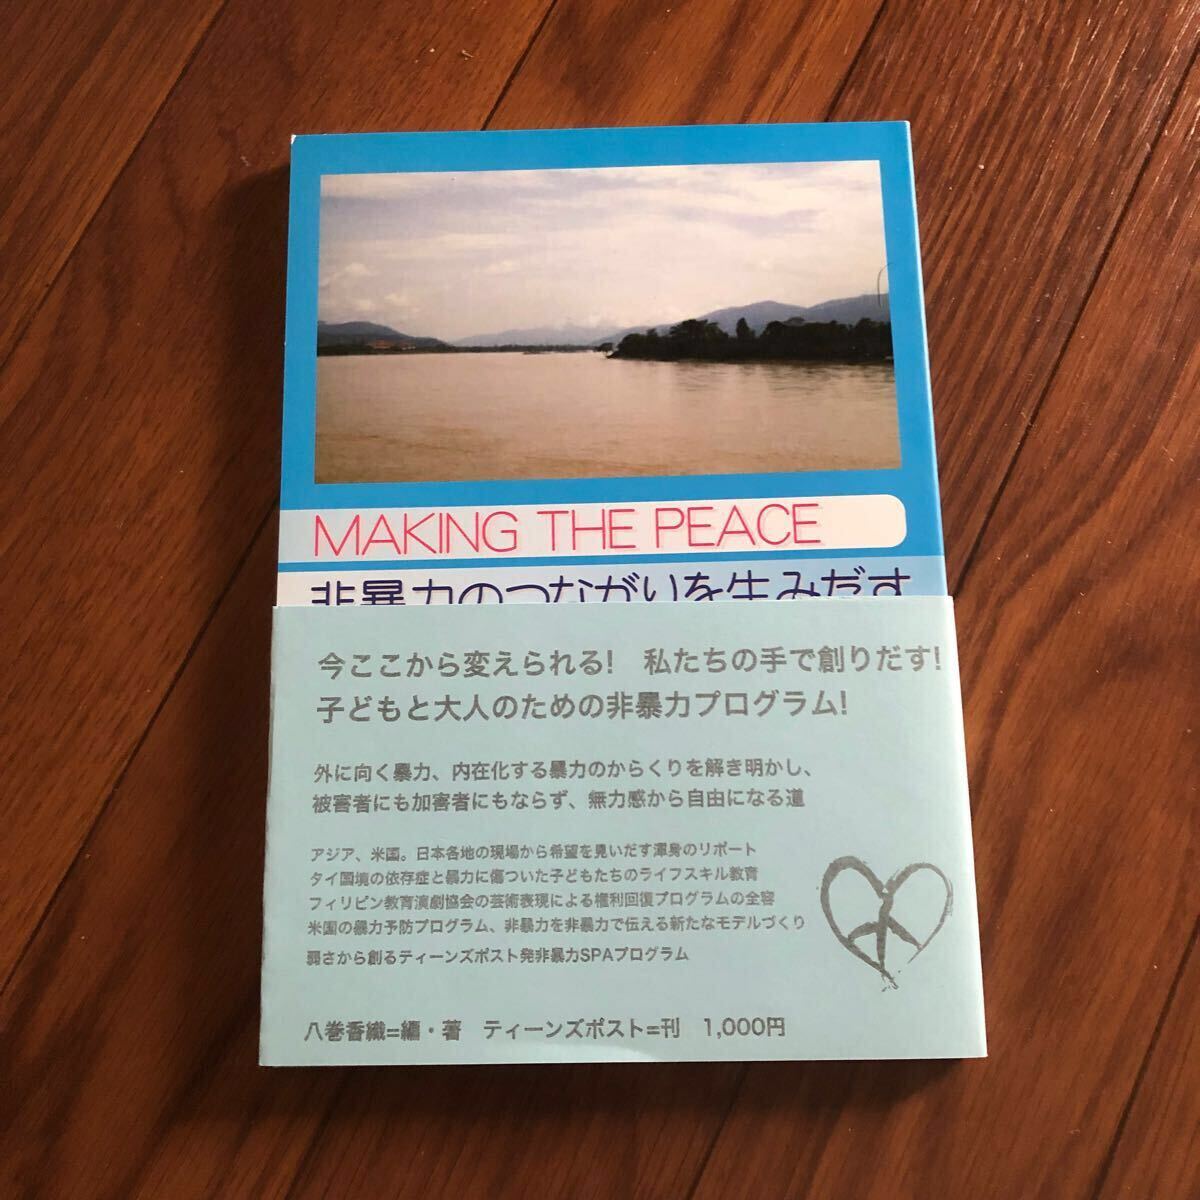 MAKING THE PEACE
非暴力のつながりを生みだす
今ここから変えられる! 私たちの手で創りだす!
子どもと大人のための非暴力プログラム!
外に向く暴力、内在化する暴力のからくりを解き明かし、
被害者にも加害者にもならず、無力感から自由になる道
アジア、米国。日本各地の現場から希望を見いだす渾身のリポート
タイ国境の依存症と暴力に傷ついた子どもたちのライフスキル教育
フィリピン教育演劇協会の芸術表現による権利回復プログラムの全容
米国の暴力予防プログラム、非暴力を非暴力で伝える新たなモデルづくり
弱さから創るティーンズポスト発非暴力SPAプログラム
八巻香織=編・著 ティーンズポスト=刊 1,000円